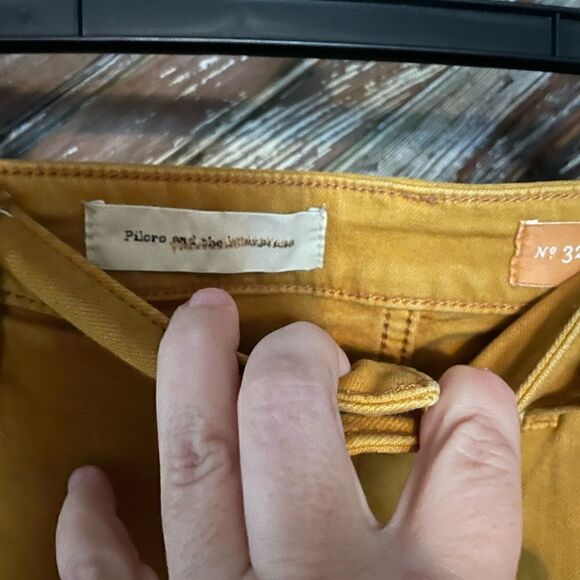 Pilcro and the
Nº 32